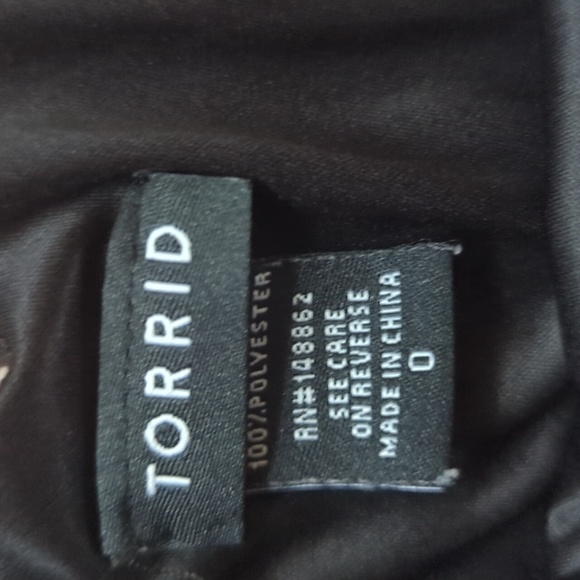 TORRID
100% POLYESTER
RN#148862
SEE CARE
ON REVERSE
MADE IN CHINA
0